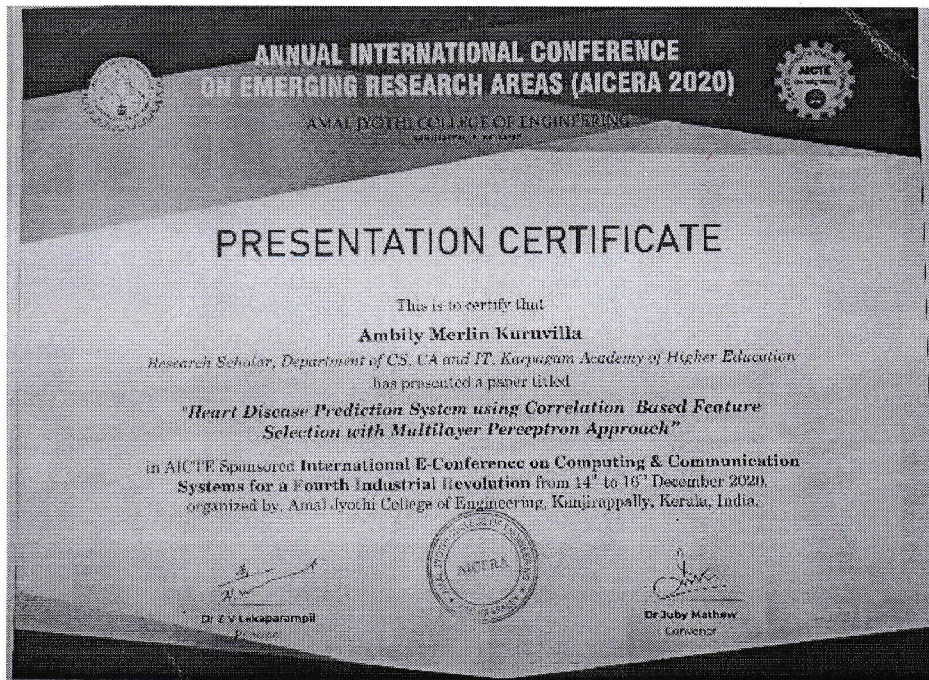 ANNUAL INTERNATIONAL CONFERENCE
ON EMERGING RESEARCH AREAS (AICERA 2020)
AMAL JYOTHI COLLEGE OF ENGINEERING
AICTE
PRESENTATION CERTIFICATE
This is to certify that
Ambily Merlin Kuruvilla
Research Scholar, Department of CS, CA and IT, Karpagam Academy of Higher Education
has presented a paper titled
"Heart Disease Prediction System using Correlation Based Feature
Selection with Multilayer Perceptron Approach"
in AICTE Sponsored International E-Conference on Computing & Communication
Systems for a Fourth Industrial Revolution from 14th to 16th December 2020,
organized by, Amal Jyothi College of Engineering, Kanjirappally, Kerala, India.
AICERA
Dr Z V Lakaparampil
Dr Juby Mathew
Convenor